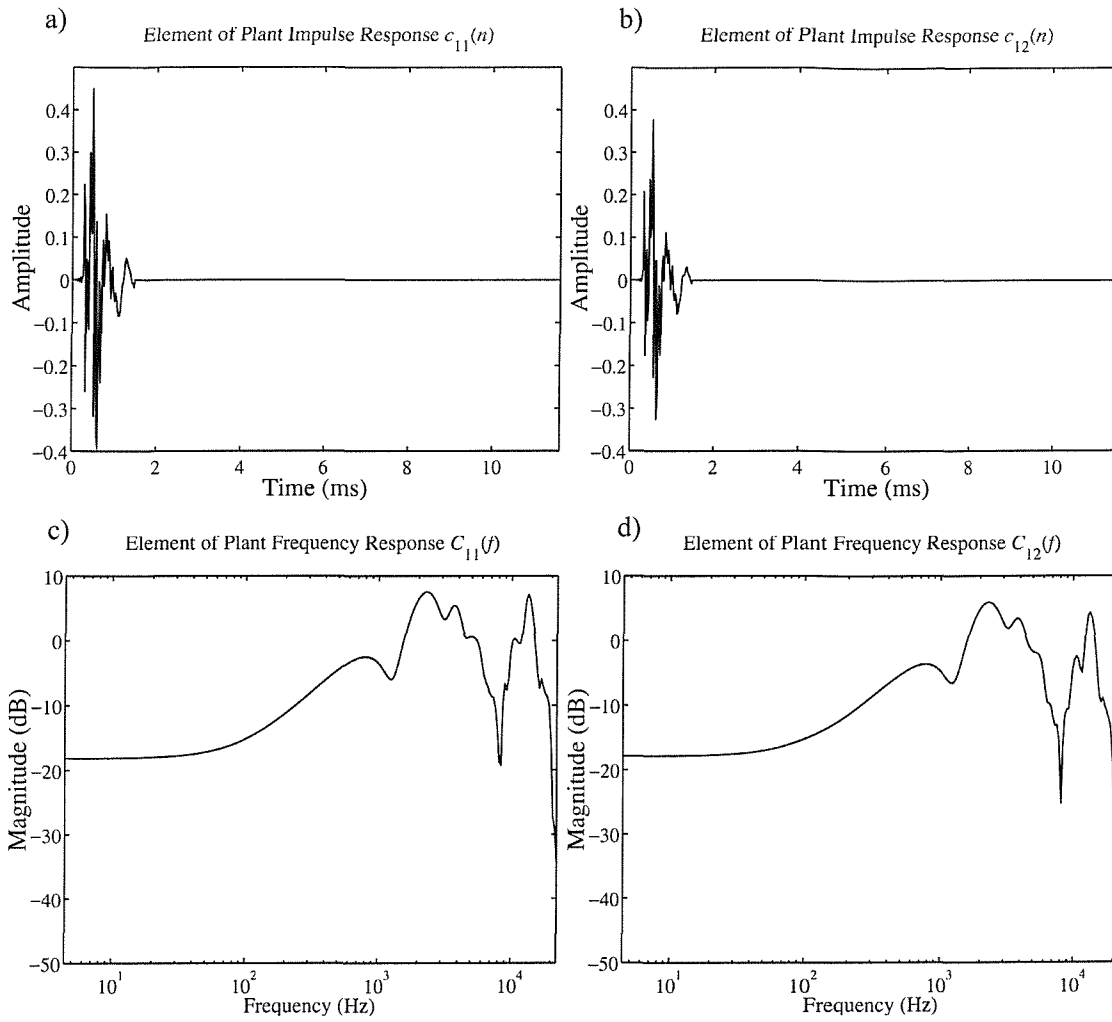 a)
Element of Plant Impulse Response c11(n)
Amplitude
0.4
0.3
0.2
0.1
0
−0.1
−0.2
−0.3
−0.4
0 2 4 6 8 10
Time (ms)
b)
Element of Plant Impulse Response c12(n)
Amplitude
0.4
0.3
0.2
0.1
0
−0.1
−0.2
−0.3
−0.4
0 2 4 6 8 10
Time (ms)
c)
Element of Plant Frequency Response C11(f)
Magnitude (dB)
10
0
−10
−20
−30
−40
−50
10^1 10^2 10^3 10^4
Frequency (Hz)
d)
Element of Plant Frequency Response C12(f)
Magnitude (dB)
10
0
−10
−20
−30
−40
−50
10^1 10^2 10^3 10^4
Frequency (Hz)